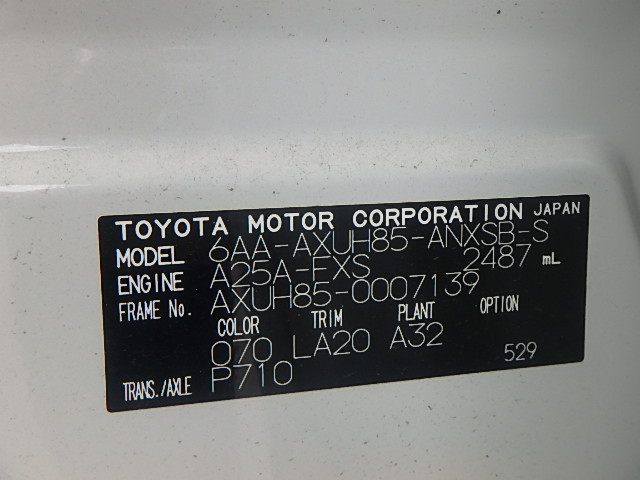 TOYOTA MOTOR CORPORATION JAPAN
MODEL 6AA-AXUH85-ANXSB-S
ENGINE A25A-FXS 2487 mL
FRAME No. AXUH85-0007139
COLOR TRIM PLANT OPTION
070 LA20 A32
529
TRANS./AXLE P710